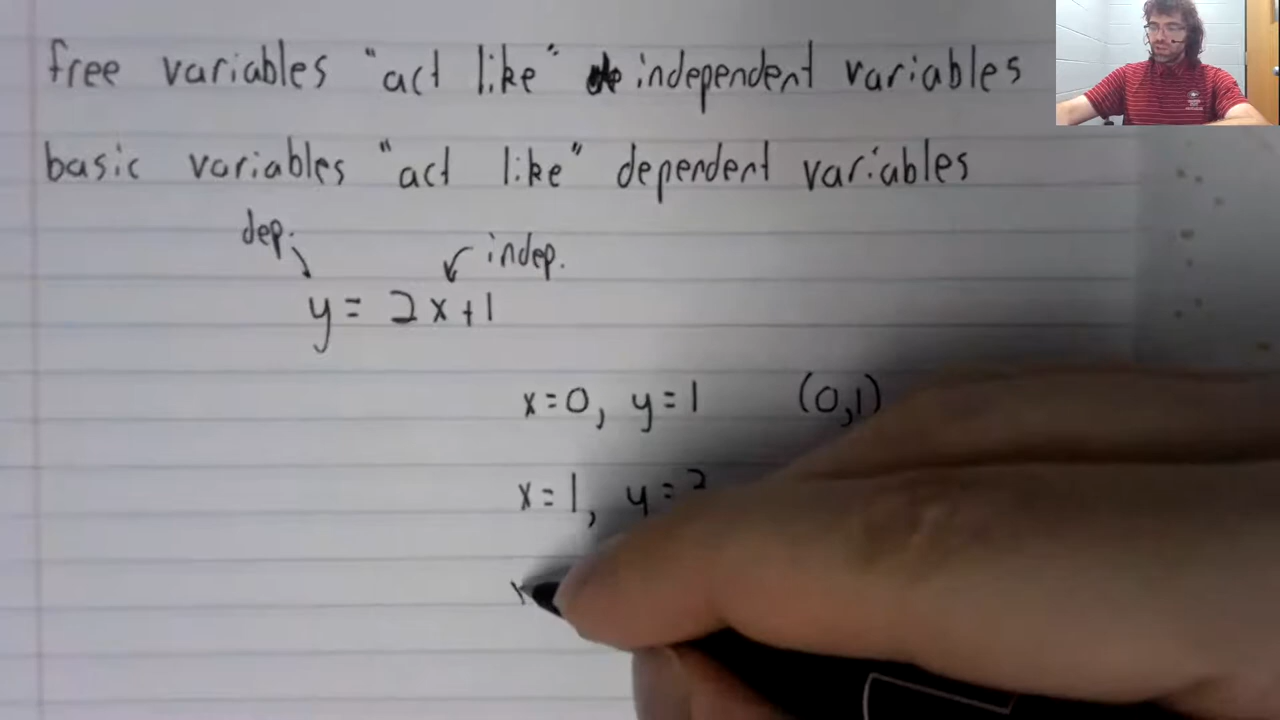 free variables "act like" independent variables
basic variables "act like" dependent variables
dep. indep.
y = 2x+1
x=0, y=1 (0,1)
x=1, y=